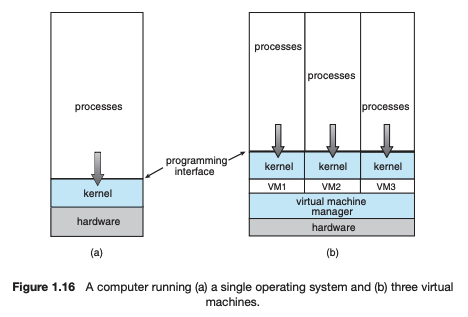 processes
kernel
hardware
(a)
programming
interface
processes
processes
processes
kernel
kernel
kernel
VM1
VM2
VM3
virtual machine
manager
hardware
(b)
Figure 1.16 A computer running (a) a single operating system and (b) three virtual
machines.